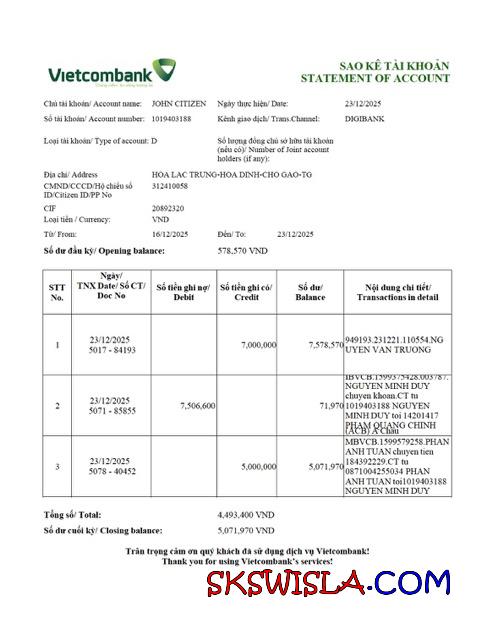 Vietcombank
SAO KÊ TÀI KHOẢN
STATEMENT OF ACCOUNT
Chủ tài khoản/ Account name: JOHN CITIZEN Ngày thực hiện/ Date: 23/12/2025
Số tài khoản/ Account number: 1019403188 Kênh giao dịch/ Trans.Channel: DIGIBANK
Loại tài khoản/ Type of account: D Số lượng đồng chủ sở hữu tài khoản
(nếu có)/ Number of Joint account
holders (if any):
Địa chỉ/ Address HOA LAC TRUNG-HOA DINH-CHO GAO-TG
CMND/CCCD/Hộ chiếu số 312410058
ID/Citizen ID/PP No
CIF 20892320
Loại tiền / Currency: VND
Từ/ From: 16/12/2025 Đến/ To: 23/12/2025
Số dư đầu kỳ/ Opening balance: 578,570 VND
STT
No.
Ngày/
TNX Date/ Số CT/
Doc No
Số tiền ghi nợ/
Debit
Số tiền ghi có/
Credit
Số dư/
Balance
Nội dung chi tiết/
Transactions in detail
1
23/12/2025
5017 - 84193
7,000,000
7,578,570
949193.231221.110554.NG
UYEN VAN TRUONG
2
23/12/2025
5071 - 85855
7,506,600
71,970
IBVCB.1599375428.003787.
NGUYEN MINH DUY
chuyen khoan.CT tu
1019403188 NGUYEN
MINH DUY toi 14201417
PHAM QUANG CHINH
(ACB) A Chau
3
23/12/2025
5078 - 40452
5,000,000
5,071,970
MBVCB.1599579258.PHAN
ANH TUAN chuyen tien
184392229.CT tu
0871004255034 PHAN
ANH TUAN toi1019403188
NGUYEN MINH DUY
Tổng số/ Total: 4,493,400 VND
Số dư cuối kỳ/ Closing balance: 5,071,970 VND
Trân trọng cảm ơn quý khách đã sử dụng dịch vụ Vietcombank!
Thank you for using Vietcombank's services!
SKSWISLA.COM